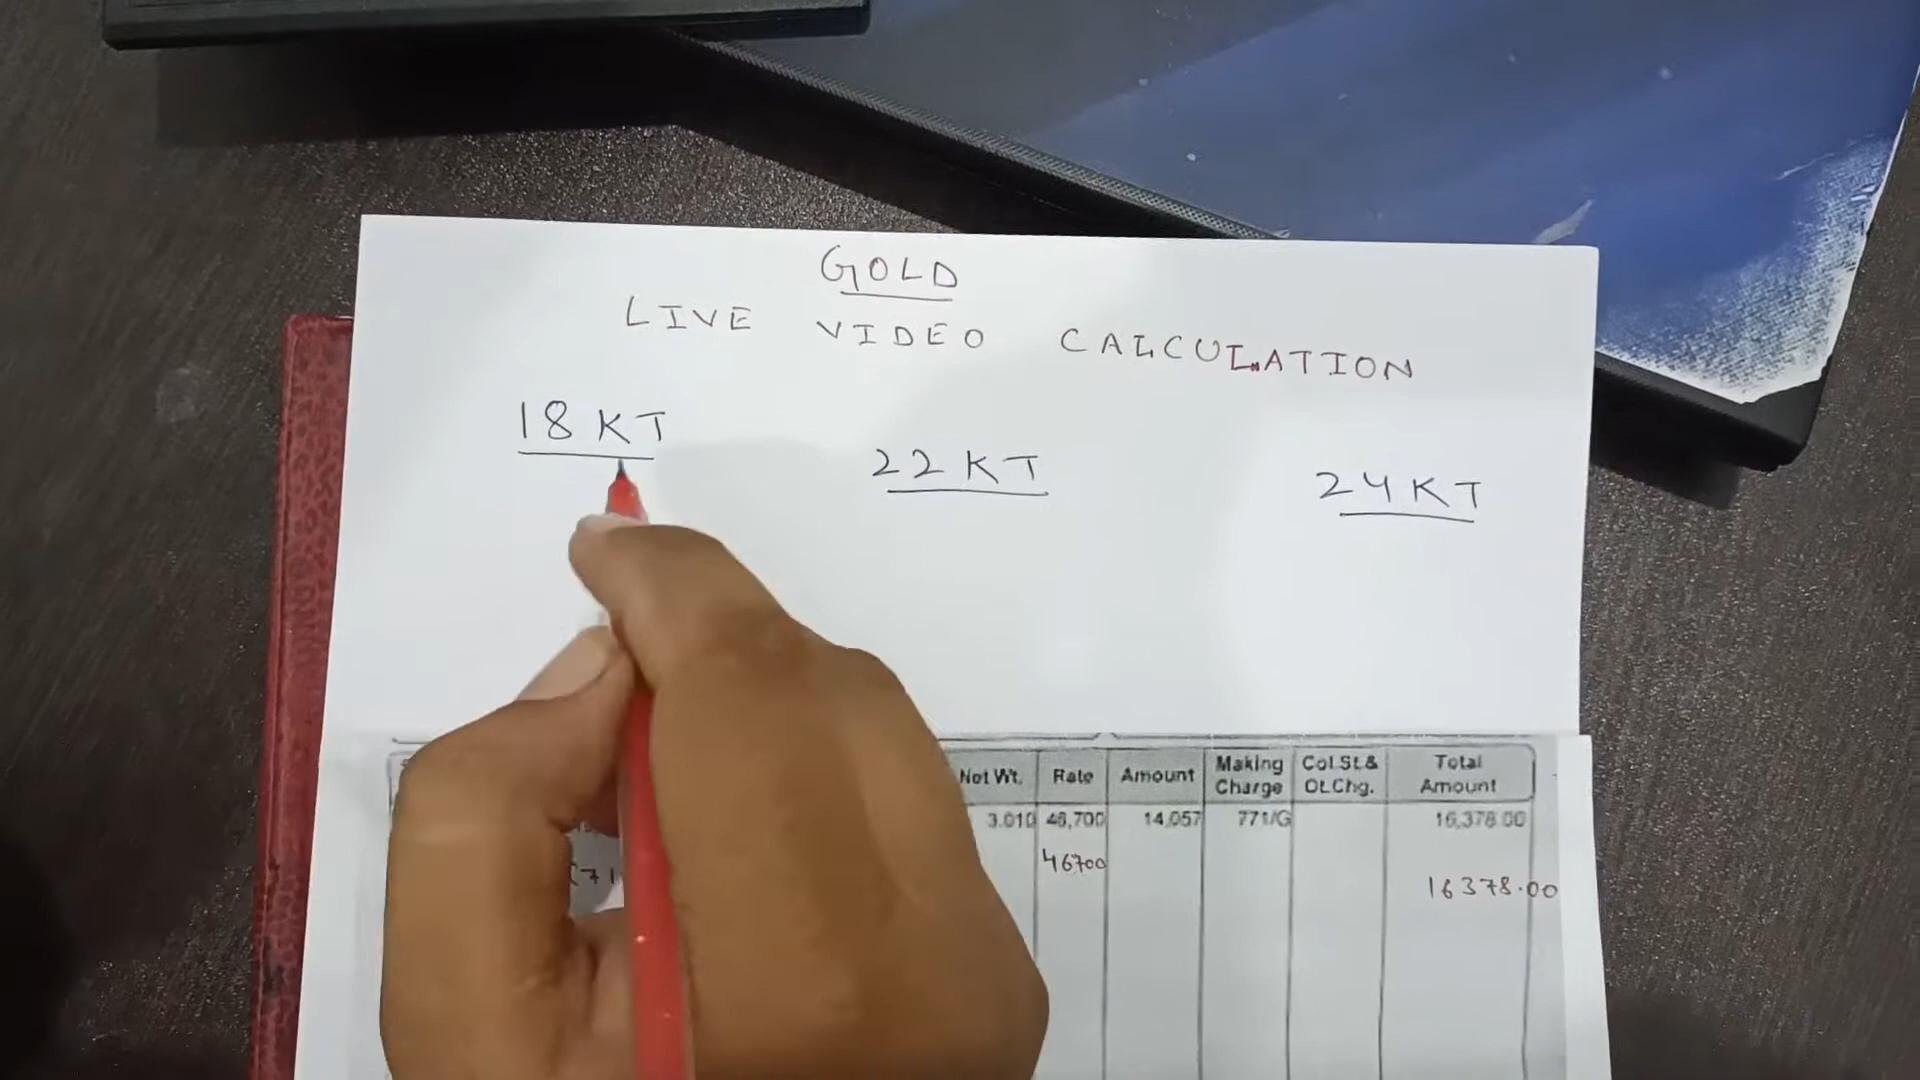 GOLD
LIVE VIDEO CALCULATION
18 KT
22 KT
24 KT
Net Wt. Rate Amount Making Charge Col.St.& Ot.Chg. Total Amount
3.010 46,700 14,057 771/G 16,378.00
46700
16378.00